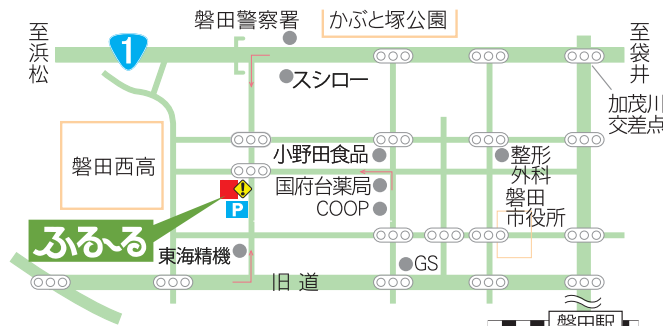 磐田警察署
かぶと塚公園
至浜松
1
至袋井
スシロー
加茂川
交差点
小野田食品
整形
外科
磐田西高
国府台薬局
磐田
市役所
COOP
P
ふる~る
東海精機
GS
旧道
磐田駅